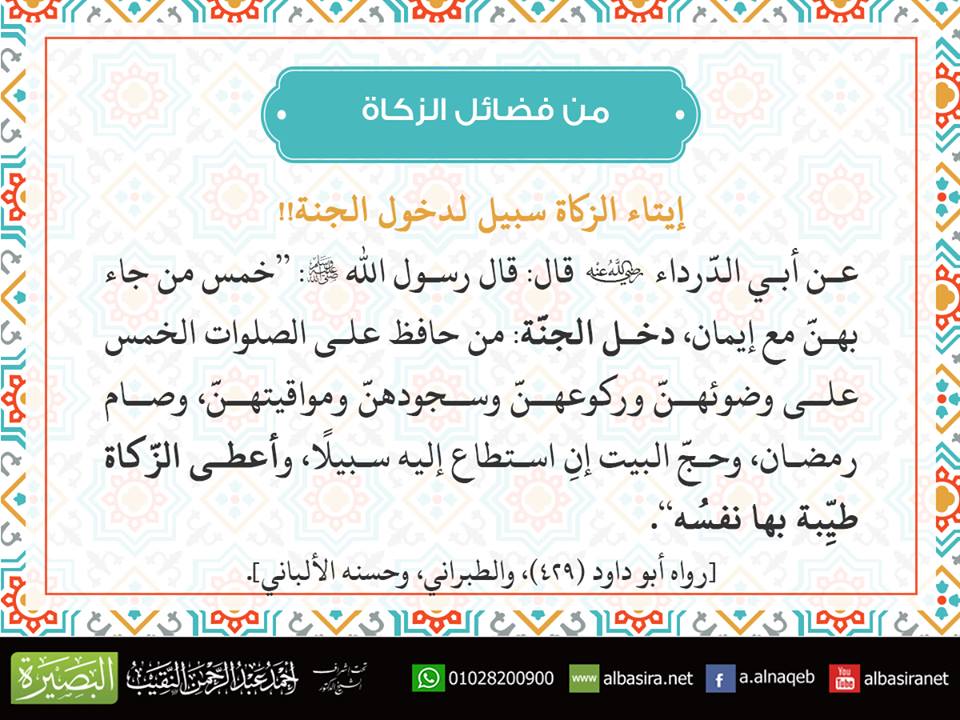 من فضائل الزكاة
إيتاء الزكاة سبيل لدخول الجنة!!
عن أبي الدّرداء رضي الله عنه قال: قال رسول الله ﷺ: ”خمس من جاء
بهنّ مع إيمان، دخل الجنّة: من حافظ على الصلوات الخمس
على وضوئهنّ وركوعهنّ وسجودهنّ ومواقيتهنّ، وصام
رمضان، وحجّ البيت إنِ استطاع إليه سبيلًا، وأعطى الزّكاة
طيِّبة بها نفسُه“.
[رواه أبو داود (٤٢٩)، والطبراني، وحسنه الألباني].
البصيرة
تحت إشراف
الشيخ الدكتور
أحمد عبد الرحمن النقيب
01028200900
www
albasira.net
f
a.alnaqeb
You Tube
albasiranet